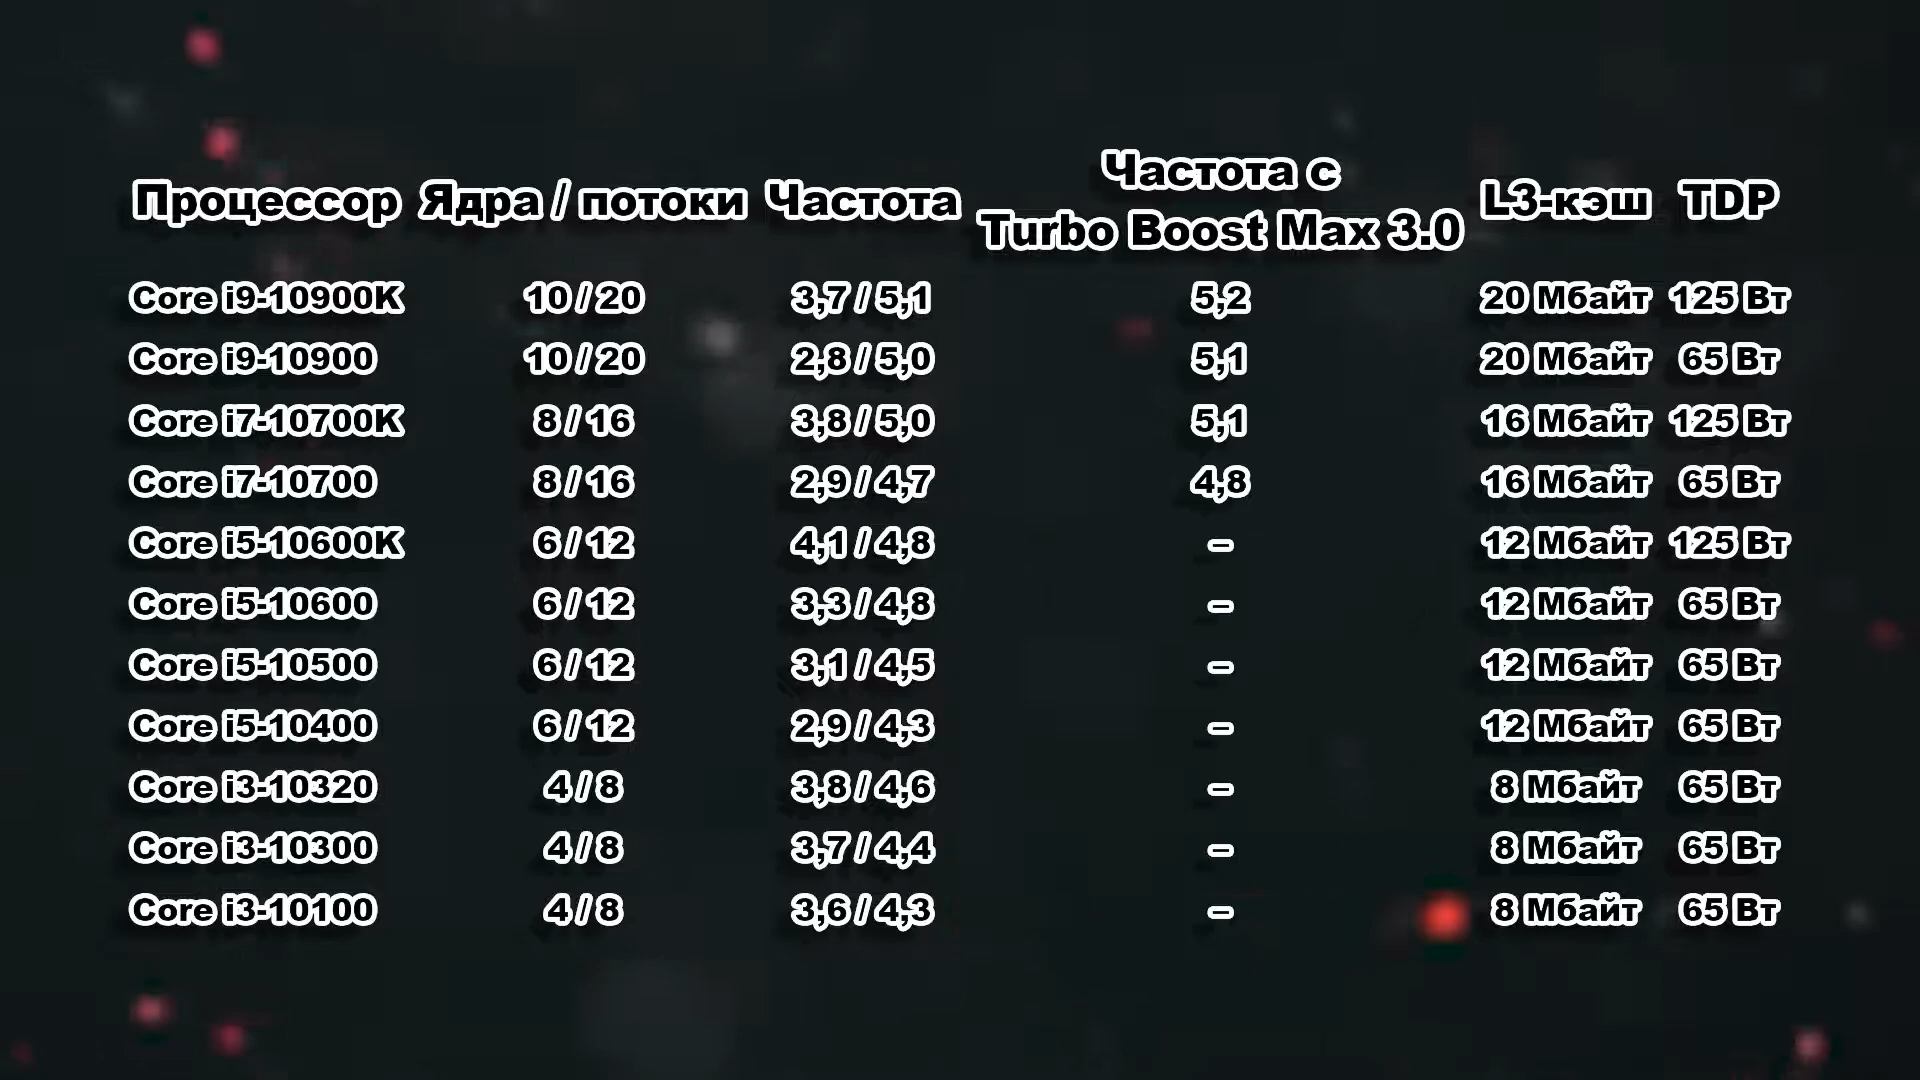 Процессор Ядра / потоки Частота Частота с Turbo Boost Max 3.0 L3-кэш TDP
Core i9-10900K 10 / 20 3,7 / 5,1 5,2 20 Мбайт 125 Вт
Core i9-10900 10 / 20 2,8 / 5,0 5,1 20 Мбайт 65 Вт
Core i7-10700K 8 / 16 3,8 / 5,0 5,1 16 Мбайт 125 Вт
Core i7-10700 8 / 16 2,9 / 4,7 4,8 16 Мбайт 65 Вт
Core i5-10600K 6 / 12 4,1 / 4,8 – 12 Мбайт 125 Вт
Core i5-10600 6 / 12 3,3 / 4,8 – 12 Мбайт 65 Вт
Core i5-10500 6 / 12 3,1 / 4,5 – 12 Мбайт 65 Вт
Core i5-10400 6 / 12 2,9 / 4,3 – 12 Мбайт 65 Вт
Core i3-10320 4 / 8 3,8 / 4,6 – 8 Мбайт 65 Вт
Core i3-10300 4 / 8 3,7 / 4,4 – 8 Мбайт 65 Вт
Core i3-10100 4 / 8 3,6 / 4,3 – 8 Мбайт 65 Вт